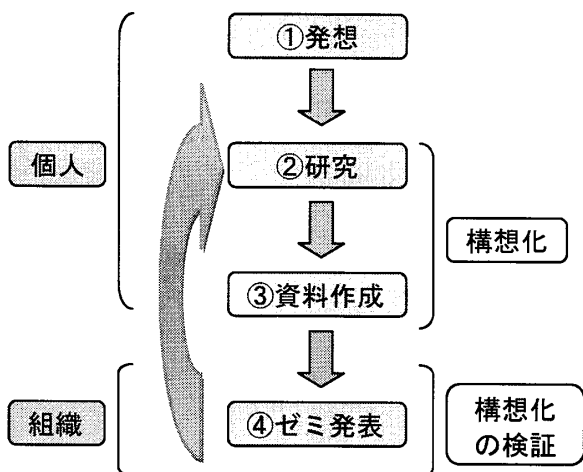 ①発想
個人
②研究
構想化
③資料作成
組織
④ゼミ発表
構想化
の検証